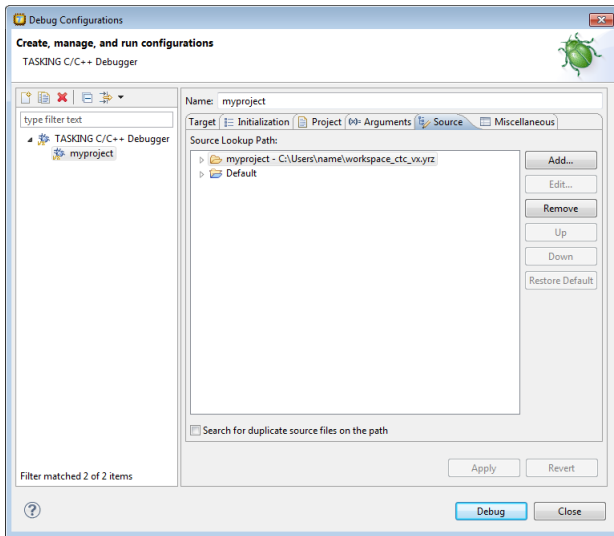 Debug Configurations
Create, manage, and run configurations
TASKING C/C++ Debugger
type filter text
TASKING C/C++ Debugger
myproject
Filter matched 2 of 2 items
Name: myproject
Target Initialization Project (x)= Arguments Source Miscellaneous
Source Lookup Path:
myproject - C:\Users\name\workspace_ctc_vx.yrz
Default
Add...
Edit...
Remove
Up
Down
Restore Default
Search for duplicate source files on the path
Apply Revert
Debug Close